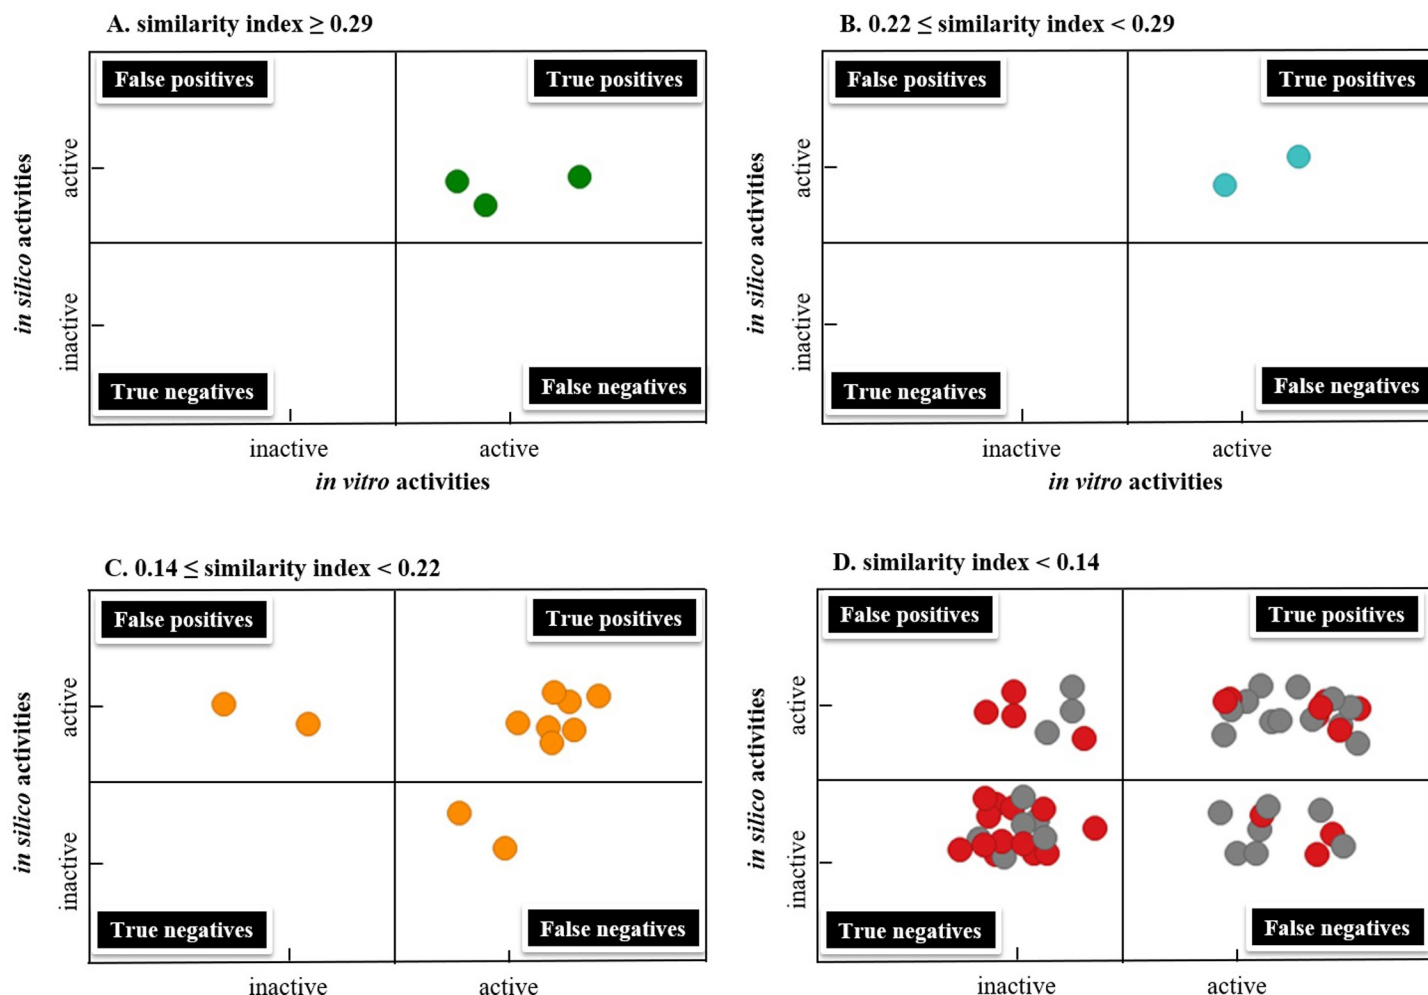 A. similarity index ≥ 0.29
False positives
True positives
in silico activities
active
inactive
True negatives
False negatives
inactive
active
in vitro activities
B. 0.22 ≤ similarity index < 0.29
False positives
True positives
in silico activities
active
inactive
True negatives
False negatives
inactive
active
in vitro activities
C. 0.14 ≤ similarity index < 0.22
False positives
True positives
in silico activities
active
inactive
True negatives
False negatives
inactive
active
D. similarity index < 0.14
False positives
True positives
in silico activities
active
inactive
True negatives
False negatives
inactive
active